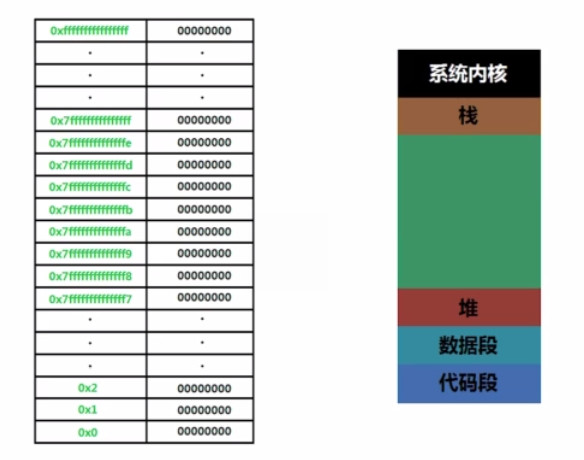 0xffffffffffffffff 00000000
. .
. .
. .
0x7fffffffffffffff 00000000
0x7ffffffffffffffe 00000000
0x7ffffffffffffffd 00000000
0x7ffffffffffffffc 00000000
0x7ffffffffffffffb 00000000
0x7ffffffffffffffa 00000000
0x7ffffffffffffff9 00000000
0x7ffffffffffffff8 00000000
0x7ffffffffffffff7 00000000
. .
. .
. .
0x2 00000000
0x1 00000000
0x0 00000000
系统内核
栈
堆
数据段
代码段